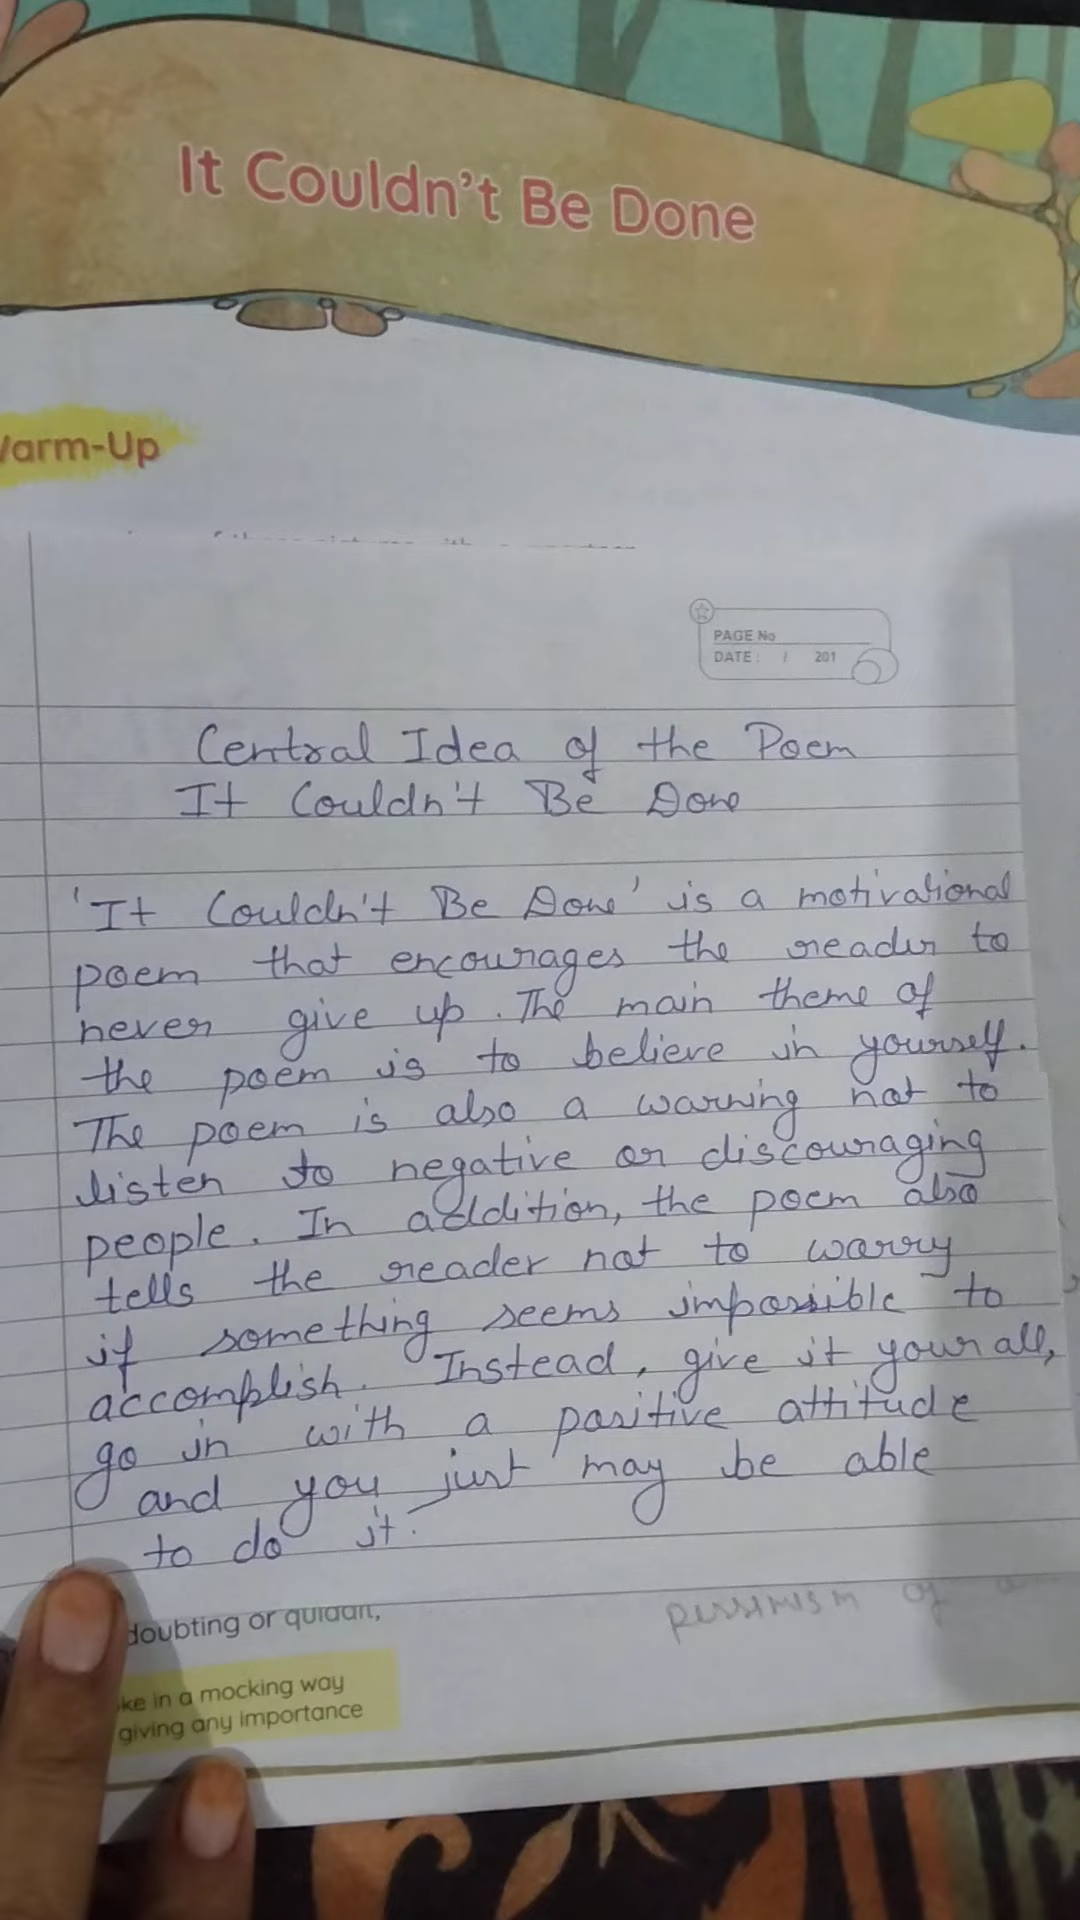 It Couldn't Be Done
Warm-Up
PAGE No
DATE: / 201
Central Idea of the Poem
It Couldn't Be Done
'It Couldn't Be Done' is a motivational
poem that encourages the reader to
never give up. The main theme of
the poem is to believe in yourself.
The poem is also a warning not to
listen to negative or discouraging
people. In addition, the poem also
tells the reader not to warry
if something seems impossible to
accomplish. Instead, give it your all,
go in with a positive attitude
and you just may be able
to do it.
doubting or
pessimism of a
ke in a mocking way
giving any importance